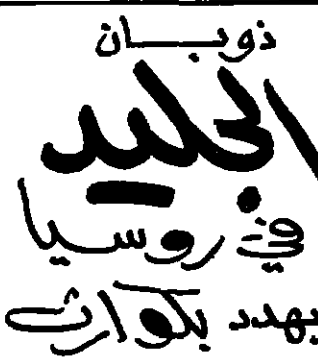 ذوبان
الجليد
في روسيا
يهدد بكوارث